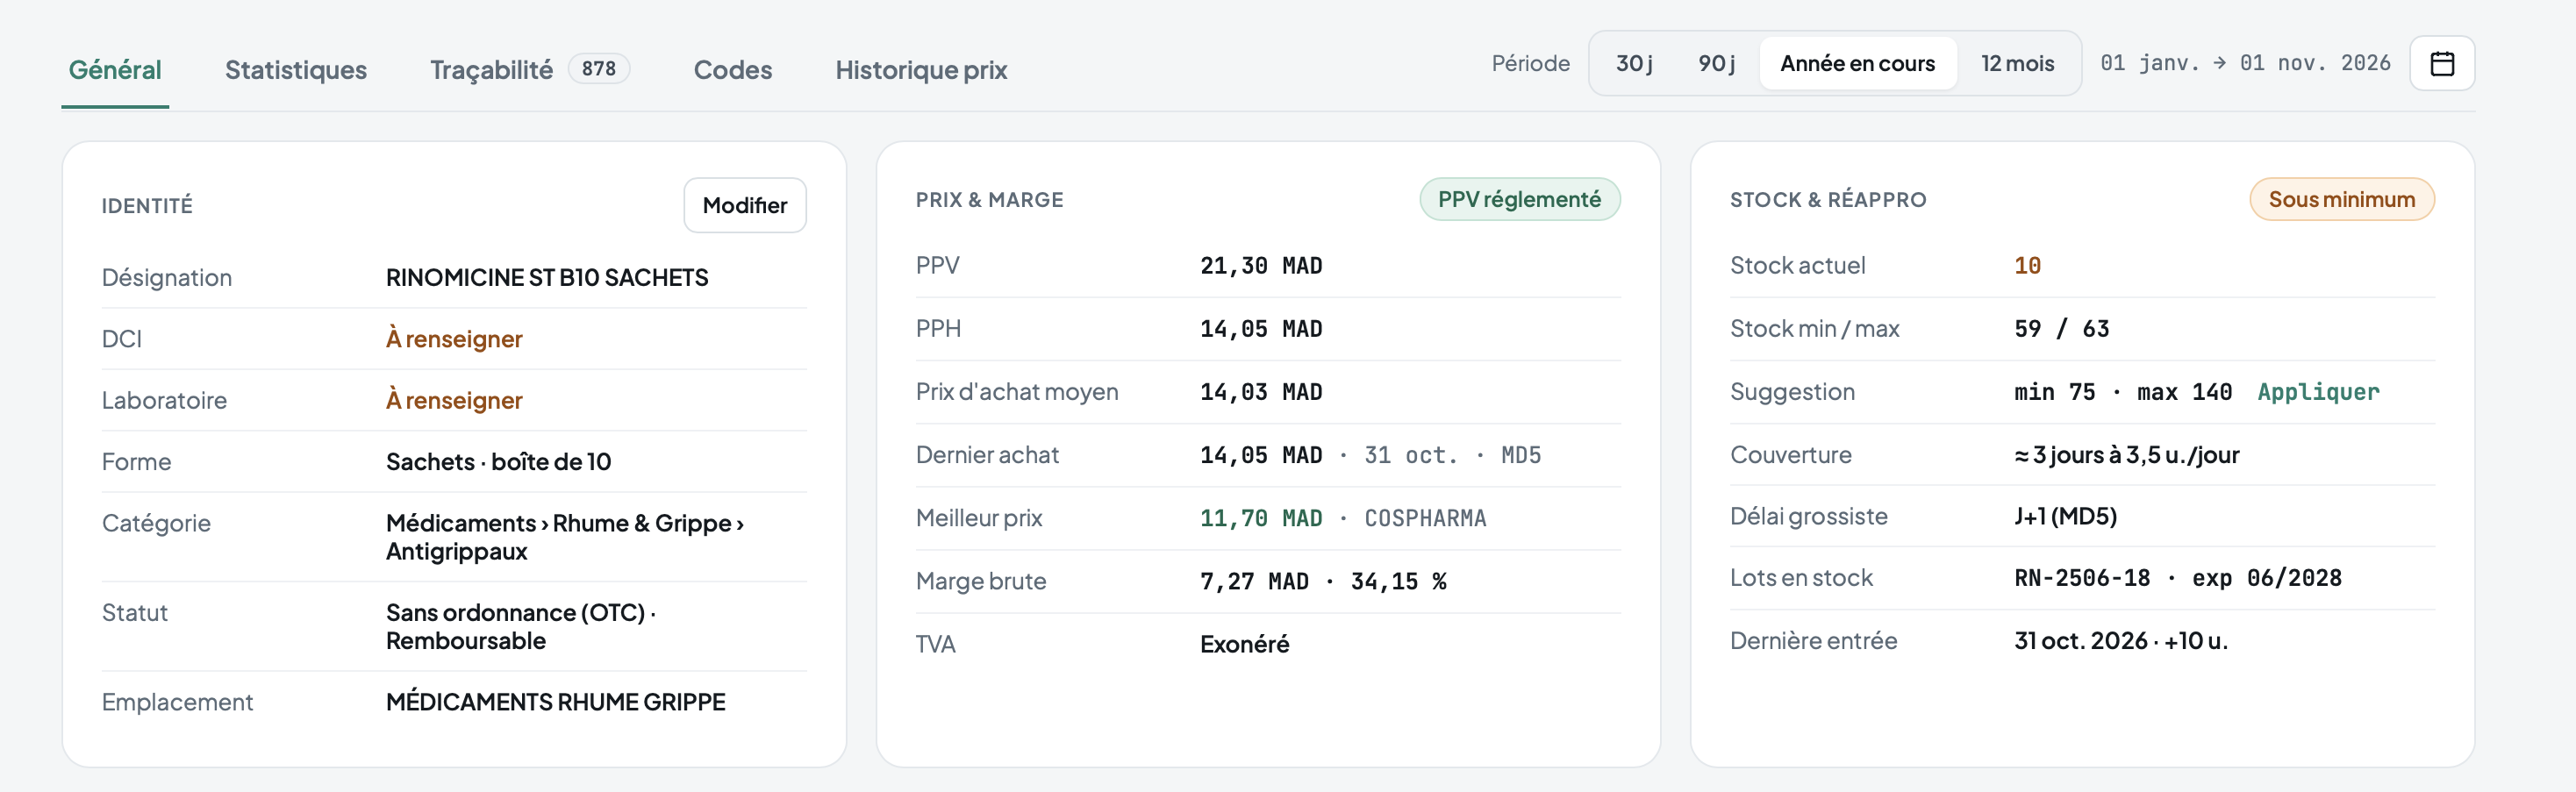 Général Statistiques Traçabilité 878 Codes Historique prix Période 30 j 90 j Année en cours 12 mois 01 janv. → 01 nov. 2026
IDENTITÉ Modifier
Désignation RINOMICINE ST B10 SACHETS
DCI À renseigner
Laboratoire À renseigner
Forme Sachets · boîte de 10
Catégorie Médicaments › Rhume & Grippe ›
Antigrippaux
Statut Sans ordonnance (OTC) ·
Remboursable
Emplacement MÉDICAMENTS RHUME GRIPPE
PRIX & MARGE PPV réglementé
PPV 21,30 MAD
PPH 14,05 MAD
Prix d'achat moyen 14,03 MAD
Dernier achat 14,05 MAD · 31 oct. · MD5
Meilleur prix 11,70 MAD · COSPHARMA
Marge brute 7,27 MAD · 34,15 %
TVA Exonéré
STOCK & RÉAPPRO Sous minimum
Stock actuel 10
Stock min / max 59 / 63
Suggestion min 75 · max 140 Appliquer
Couverture ≈ 3 jours à 3,5 u./jour
Délai grossiste J+1 (MD5)
Lots en stock RN-2506-18 · exp 06/2028
Dernière entrée 31 oct. 2026 · +10 u.